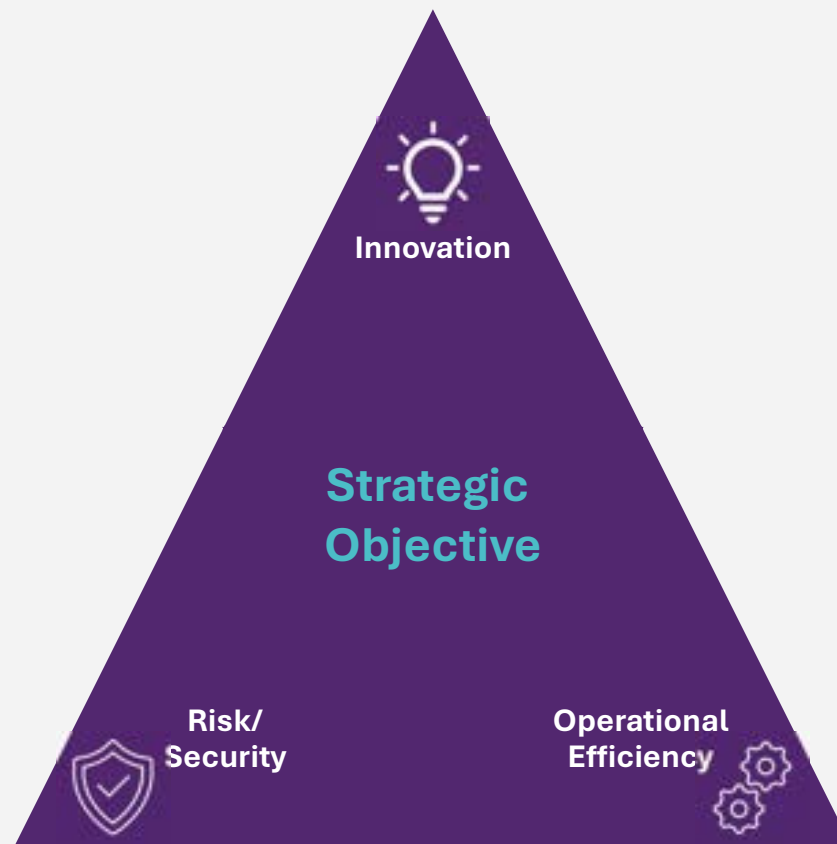 Innovation
Strategic
Objective
Risk/
Security
Operational
Efficiency